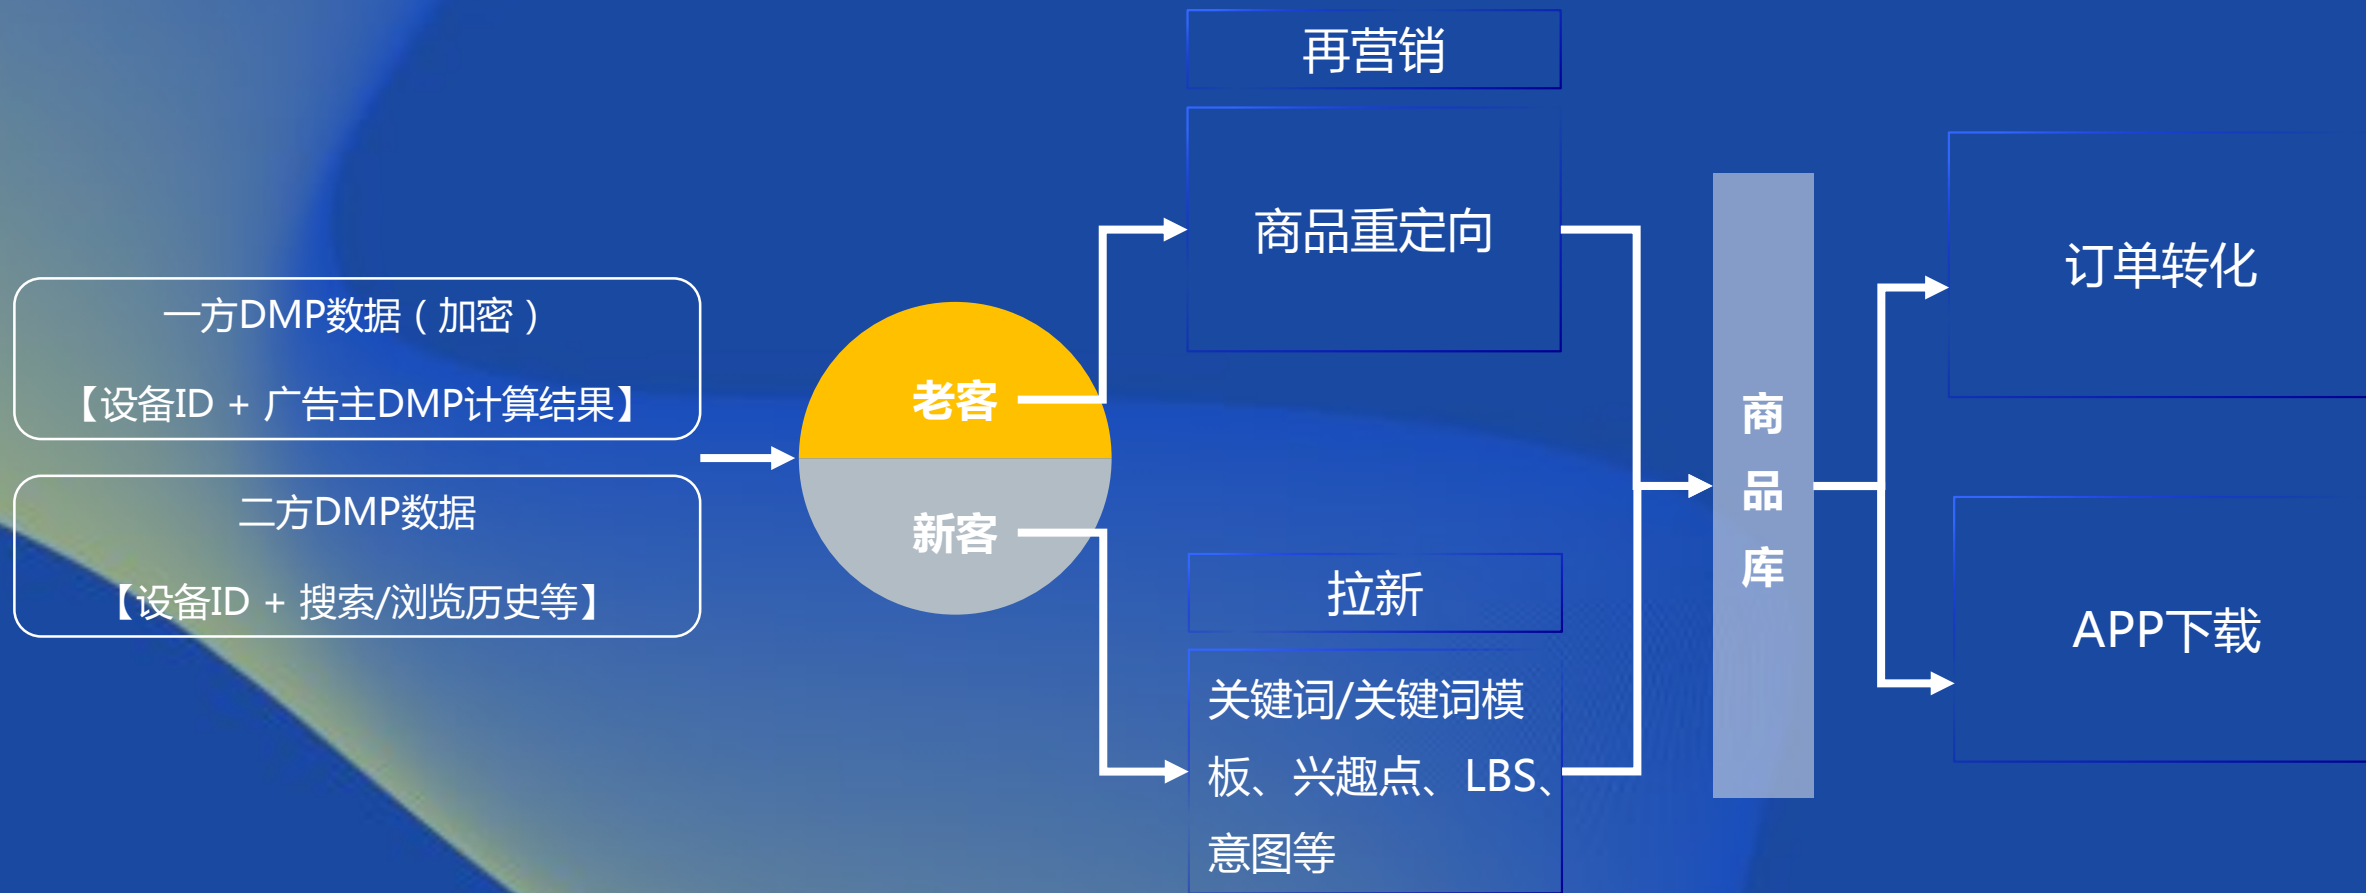 一方DMP数据（加密）
【设备ID + 广告主DMP计算结果】
二方DMP数据
【设备ID + 搜索/浏览历史等】
老客
新客
再营销
商品重定向
拉新
关键词/关键词模
板、兴趣点、LBS、
意图等
商
品
库
订单转化
APP下载